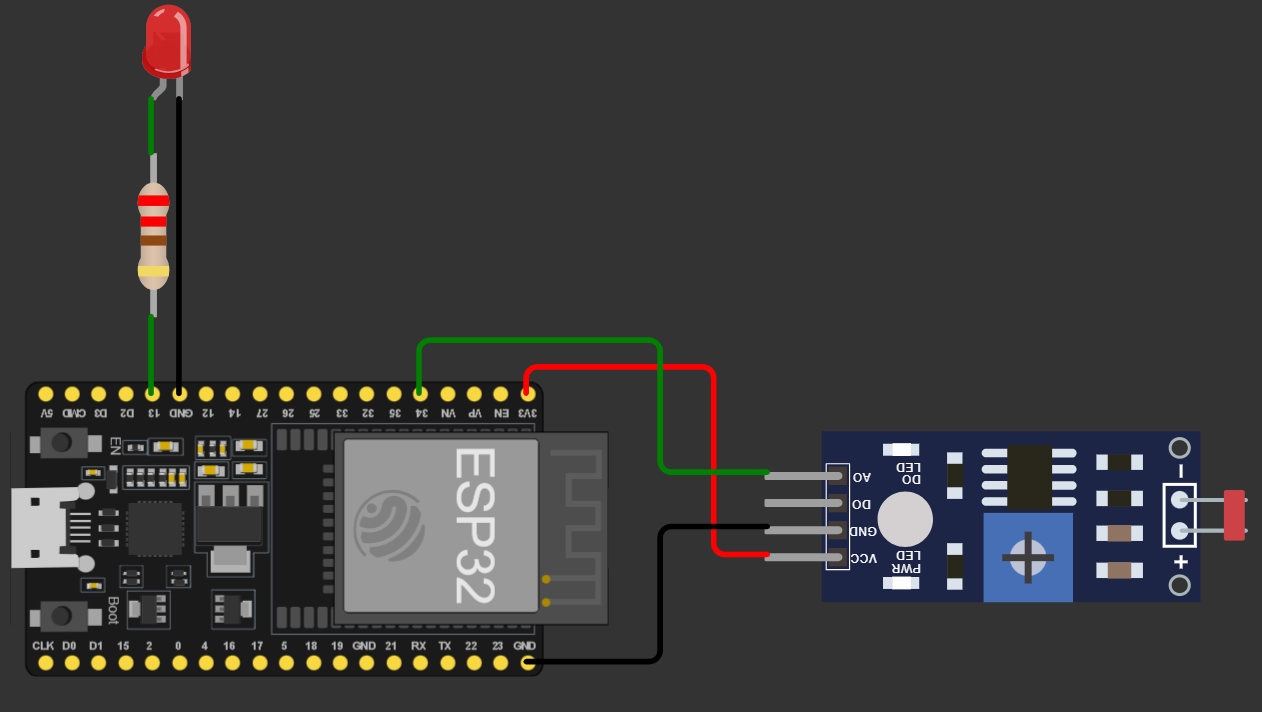 5V CMD D3 D2 13 GND 12 14 27 26 25 33 32 35 34 VN VP EN 3V3
EN
ESP32
Boot
CLK D0 D1 15 2 0 4 16 17 5 18 19 GND 21 RX TX 22 23 GND
DO
LED
AO
DO
GND
VCC
PWR
LED
−
+